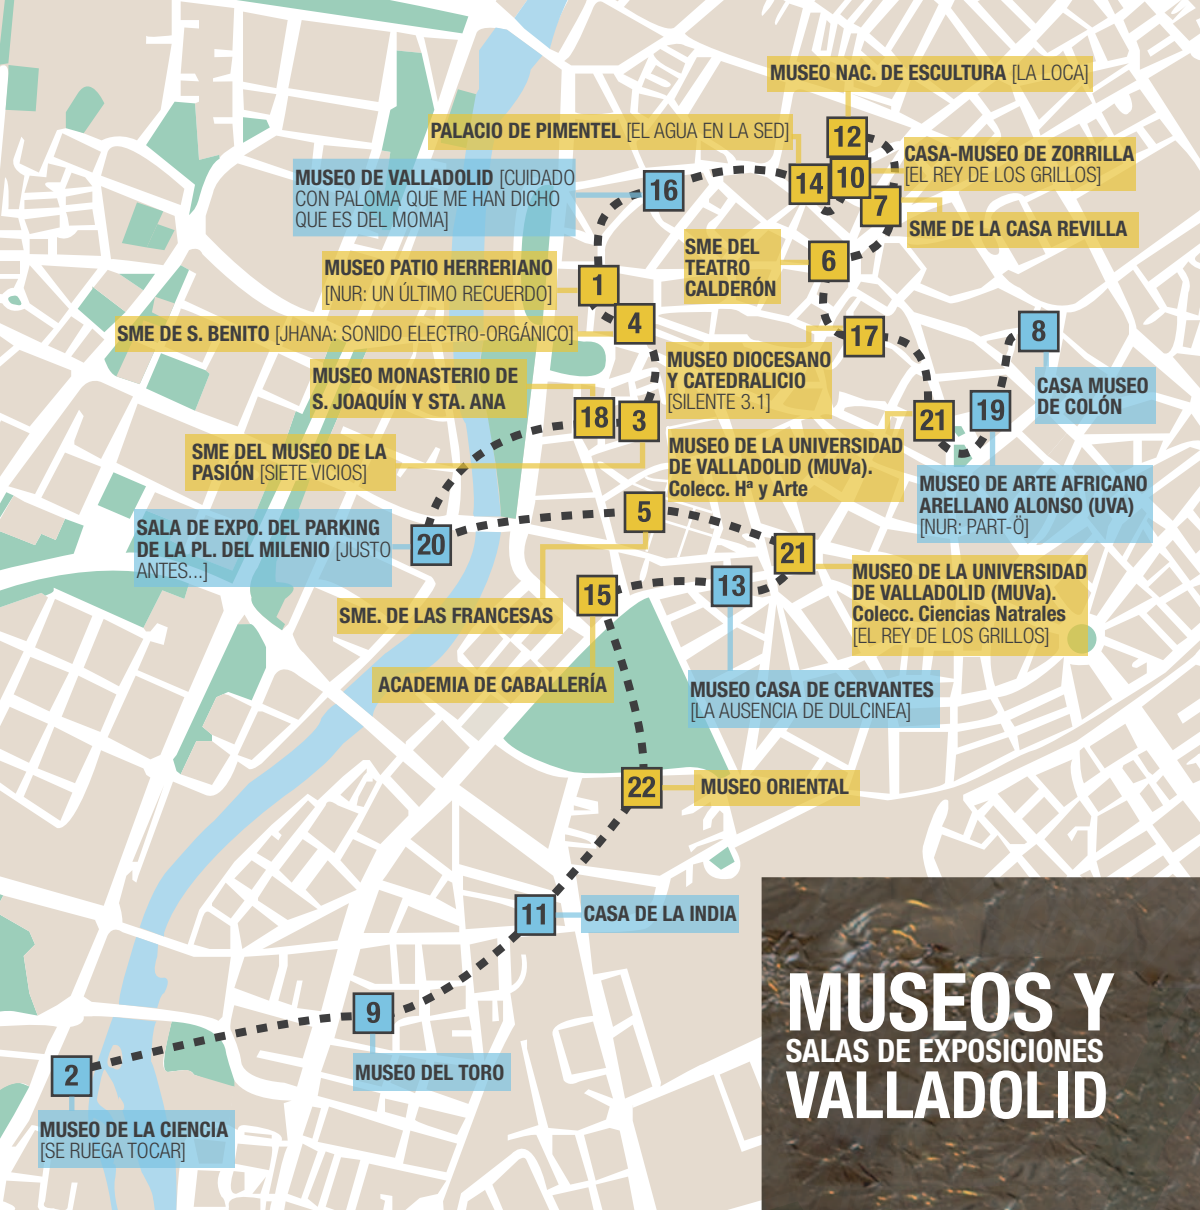 MUSEO NAC. DE ESCULTURA [LA LOCA]
PALACIO DE PIMENTEL [EL AGUA EN LA SED]
12
CASA-MUSEO DE ZORRILLA
[EL REY DE LOS GRILLOS]
MUSEO DE VALLADOLID [CUIDADO
CON PALOMA QUE ME HAN DICHO
QUE ES DEL MOMA]
16
14
10
7
SME DE LA CASA REVILLA
SME DEL
TEATRO
CALDERÓN
6
MUSEO PATIO HERRERIANO
[NUR: UN ÚLTIMO RECUERDO]
1
4
SME DE S. BENITO [JHANA: SONIDO ELECTRO-ORGÁNICO]
17
8
MUSEO DIOCESANO
Y CATEDRALICIO
[SILENTE 3.1]
MUSEO MONASTERIO DE
S. JOAQUÍN Y STA. ANA
CASA MUSEO
DE COLÓN
18
3
21
19
SME DEL MUSEO DE LA
PASIÓN [SIETE VICIOS]
MUSEO DE LA UNIVERSIDAD
DE VALLADOLID (MUVa).
Colecc. Hª y Arte
MUSEO DE ARTE AFRICANO
ARELLANO ALONSO (UVA)
[NUR: PART-Ö]
SALA DE EXPO. DEL PARKING
DE LA PL. DEL MILENIO [JUSTO
ANTES...]
20
5
21
MUSEO DE LA UNIVERSIDAD
DE VALLADOLID (MUVa).
Colecc. Ciencias Natrales
[EL REY DE LOS GRILLOS]
SME. DE LAS FRANCESAS
15
13
ACADEMIA DE CABALLERÍA
MUSEO CASA DE CERVANTES
[LA AUSENCIA DE DULCINEA]
22
MUSEO ORIENTAL
11
CASA DE LA INDIA
9
MUSEO DEL TORO
2
MUSEO DE LA CIENCIA
[SE RUEGA TOCAR]
MUSEOS Y
SALAS DE EXPOSICIONES
VALLADOLID